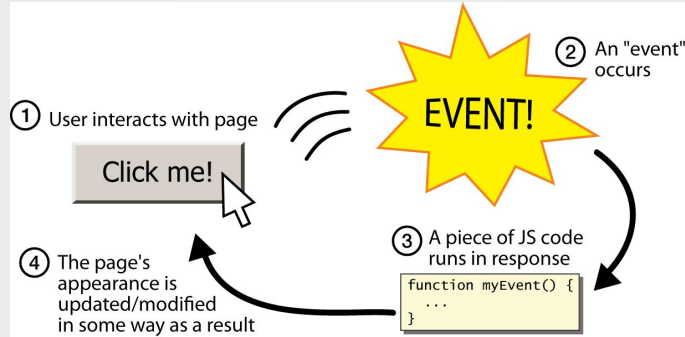 1 User interacts with page
Click me!
EVENT!
2 An "event"
occurs
3 A piece of JS code
runs in response
function myEvent() {
...
}
4 The page's
appearance is
updated/modified
in some way as a result